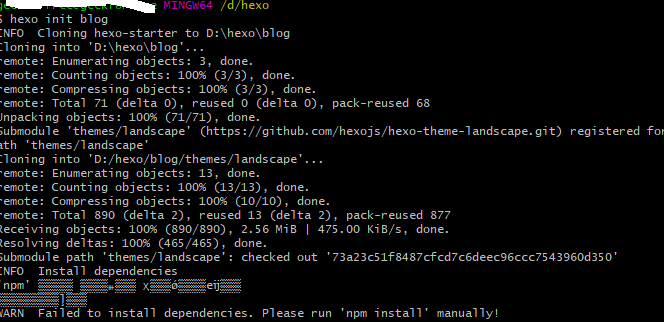 MINGW64 /d/hexo
$ hexo init blog
INFO  Cloning hexo-starter to D:\hexo\blog
Cloning into 'D:\hexo\blog'...
remote: Enumerating objects: 3, done.
remote: Counting objects: 100% (3/3), done.
remote: Compressing objects: 100% (3/3), done.
remote: Total 71 (delta 0), reused 0 (delta 0), pack-reused 68
Unpacking objects: 100% (71/71), done.
Submodule 'themes/landscape' (https://github.com/hexojs/hexo-theme-landscape.git) registered for
path 'themes/landscape'
Cloning into 'D:/hexo/blog/themes/landscape'...
remote: Enumerating objects: 13, done.
remote: Counting objects: 100% (13/13), done.
remote: Compressing objects: 100% (10/10), done.
remote: Total 890 (delta 2), reused 13 (delta 2), pack-reused 877
Receiving objects: 100% (890/890), 2.56 MiB | 475.00 KiB/s, done.
Resolving deltas: 100% (465/465), done.
Submodule path 'themes/landscape': checked out '73a23c51f8487cfcd7c6deec96ccc7543960d350'
INFO  Install dependencies
'npm'
WARN  Failed to install dependencies. Please run 'npm install' manually!